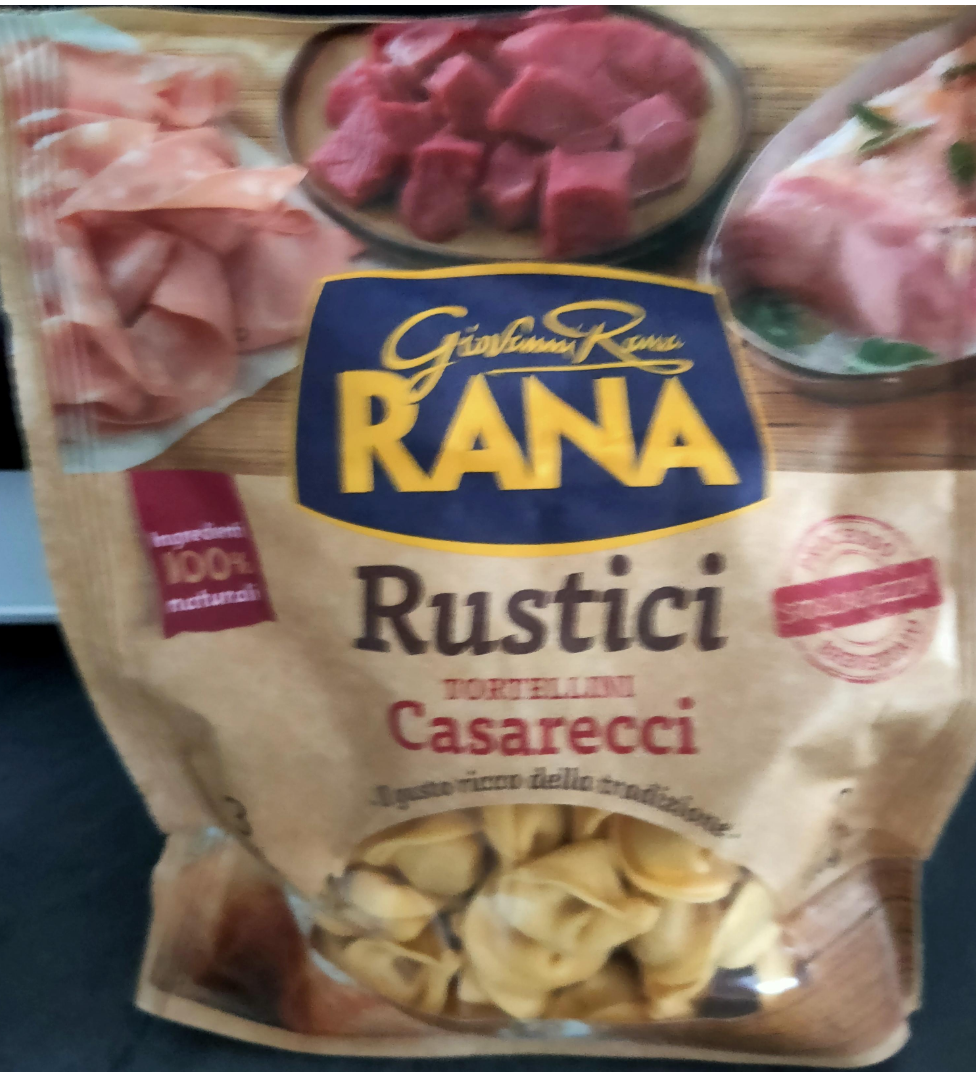 Giovanni Rana
RANA
Ingredienti
100%
naturali
Rustici
TORTELLINI
Casarecci
Il gusto ricco della tradizione